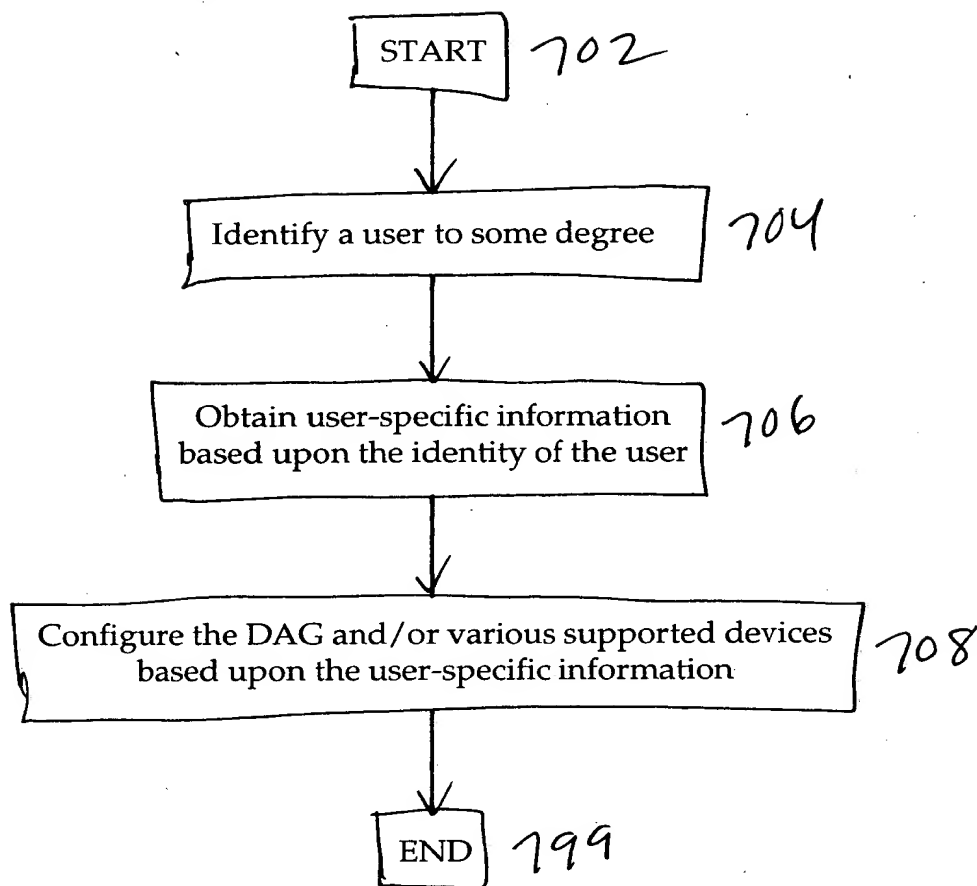 START 702
Identify a user to some degree 704
Obtain user-specific information
based upon the identity of the user 706
Configure the DAG and/or various supported devices
based upon the user-specific information 708
END 799